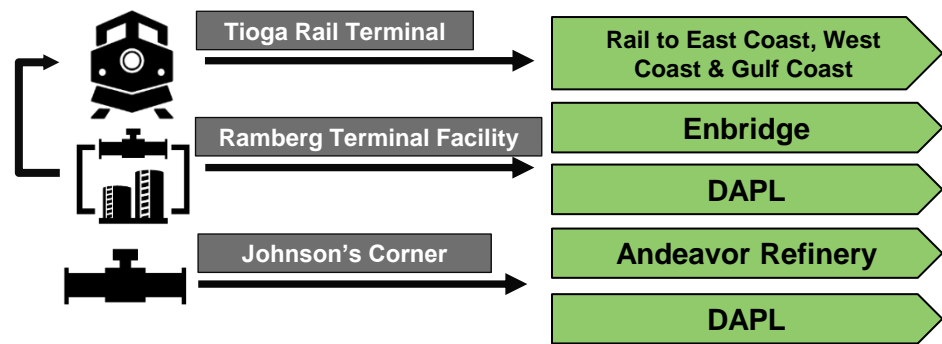 Tioga Rail Terminal
Rail to East Coast, West
Coast & Gulf Coast
Ramberg Terminal Facility
Enbridge
DAPL
Johnson’s Corner
Andeavor Refinery
DAPL